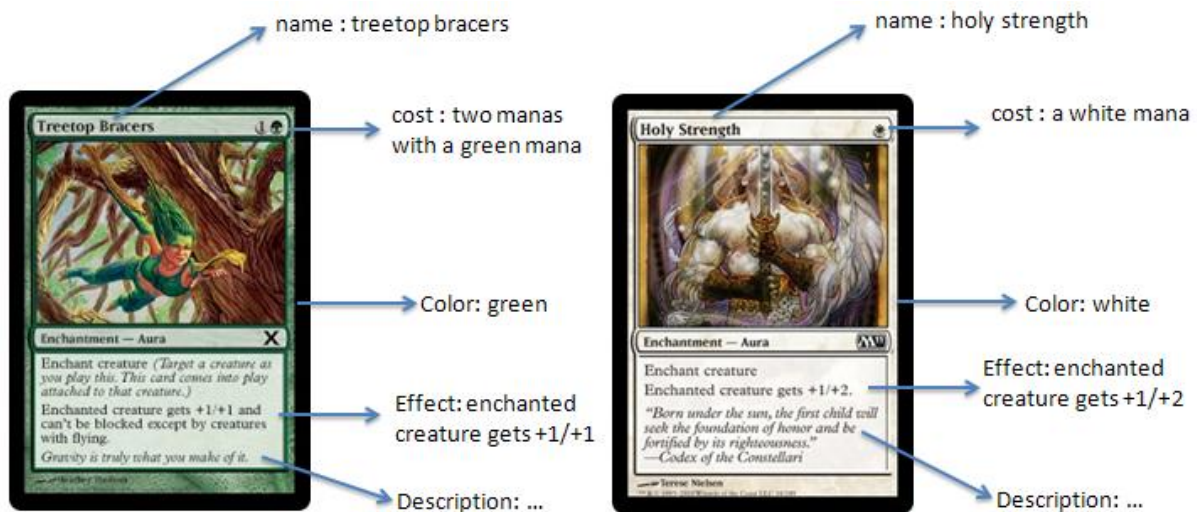 name : treetop bracers
name : holy strength
Treetop Bracers
1
cost : two manas
with a green mana
Holy Strength
cost : a white mana
Color: green
Color: white
Enchantment — Aura
X
Enchantment — Aura
M11
Enchant creature (Target a creature as
you play this. This card comes into play
attached to that creature.)
Enchanted creature gets +1/+1 and
can't be blocked except by creatures
with flying.
Gravity is truly what you make of it.
Effect: enchanted
creature gets +1/+1
Description: ...
Enchant creature
Enchanted creature gets +1/+2.
"Born under the sun, the first child will
seek the foundation of honor and be
fortified by its righteousness."
—Codex of the Constellari
Terese Nielsen
Effect: enchanted
creature gets +1/+2
Description: ...